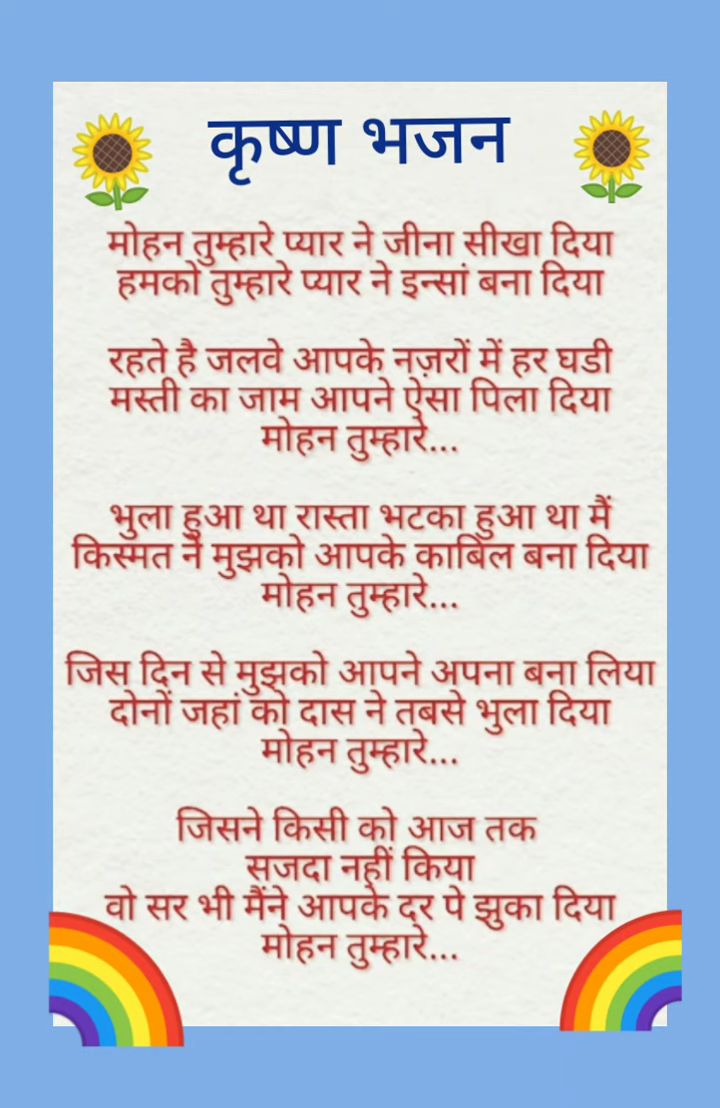 कृष्ण भजन
मोहन तुम्हारे प्यार ने जीना सीखा दिया
हमको तुम्हारे प्यार ने इन्सां बना दिया
रहते है जलवे आपके नज़रों में हर घडी
मस्ती का जाम आपने ऐसा पिला दिया
मोहन तुम्हारे...
भुला हुआ था रास्ता भटका हुआ था मैं
किस्मत ने मुझको आपके काबिल बना दिया
मोहन तुम्हारे...
जिस दिन से मुझको आपने अपना बना लिया
दोनों जहां को दास ने तबसे भुला दिया
मोहन तुम्हारे...
जिसने किसी को आज तक
सजदा नहीं किया
वो सर भी मैंने आपके दर पे झुका दिया
मोहन तुम्हारे...